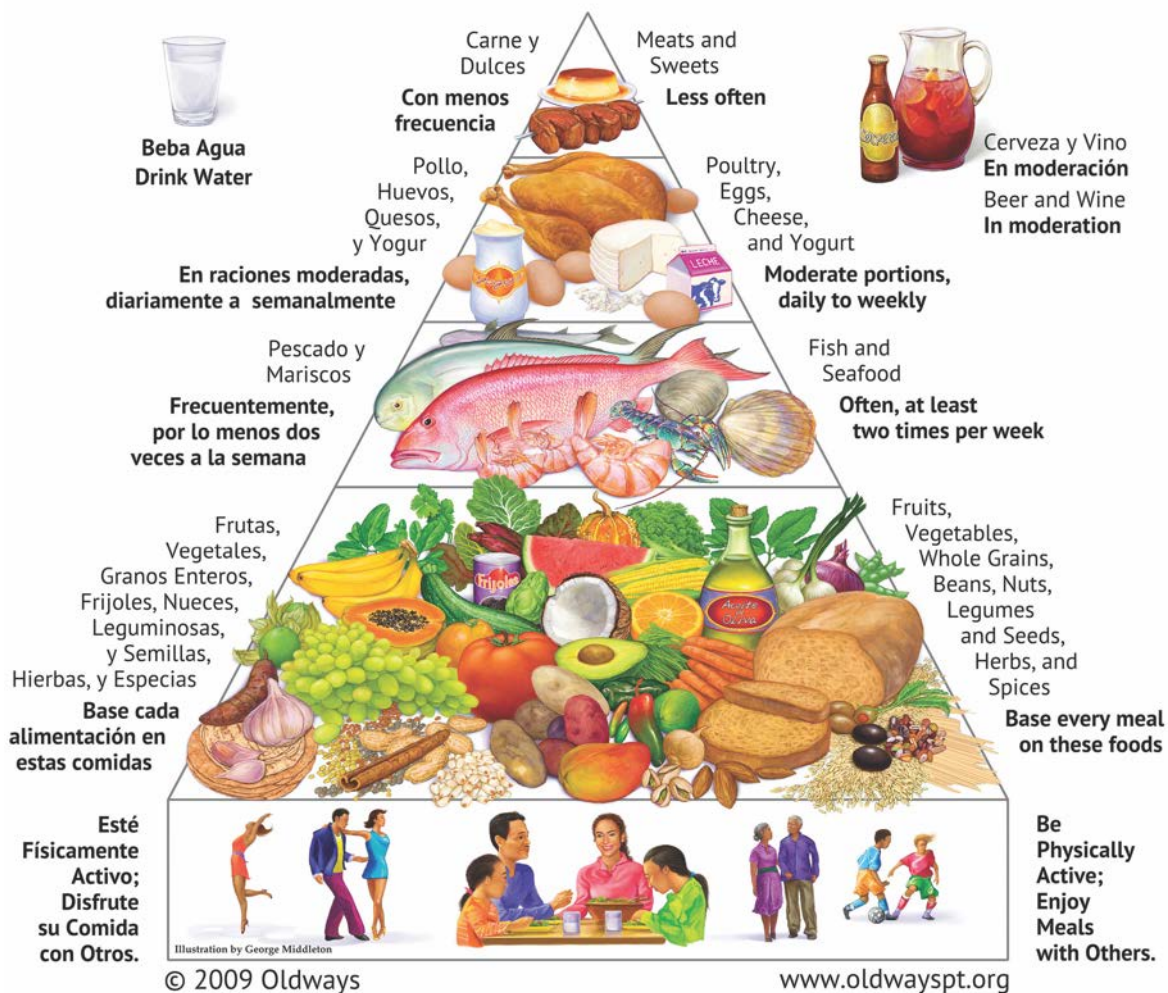 Carne y
Dulces
Con menos
frecuencia
Meats and
Sweets
Less often
Beba Agua
Drink Water
Cerveza y Vino
En moderación
Beer and Wine
In moderation
Pollo,
Huevos,
Quesos,
y Yogur
En raciones moderadas,
diariamente a semanalmente
Poultry,
Eggs,
Cheese,
and Yogurt
Moderate portions,
daily to weekly
LECHE
Pescado y
Mariscos
Frecuentemente,
por lo menos dos
veces a la semana
Fish and
Seafood
Often, at least
two times per week
Frutas,
Vegetales,
Granos Enteros,
Frijoles, Nueces,
Leguminosas,
y Semillas,
Hierbas, y Especias
Base cada
alimentación en
estas comidas
Frijoles
Aceite
de
Fruits,
Vegetables,
Whole Grains,
Beans, Nuts,
Legumes
and Seeds,
Herbs, and
Spices
Base every meal
on these foods
Esté
Físicamente
Activo;
Disfrute
su Comida
con Otros.
Be
Physically
Active;
Enjoy
Meals
with Others.
Illustration by George Middleton
© 2009 Oldways
www.oldwayspt.org